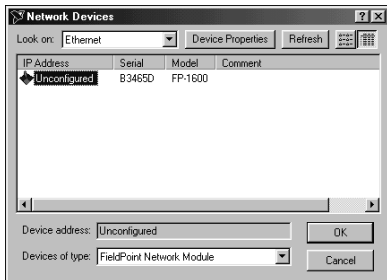 Network Devices
Look on: Ethernet Device Properties Refresh
IP Address Serial Model Comment
Unconfigured B3465D FP-1600
Device address: Unconfigured OK
Devices of type: FieldPoint Network Module Cancel